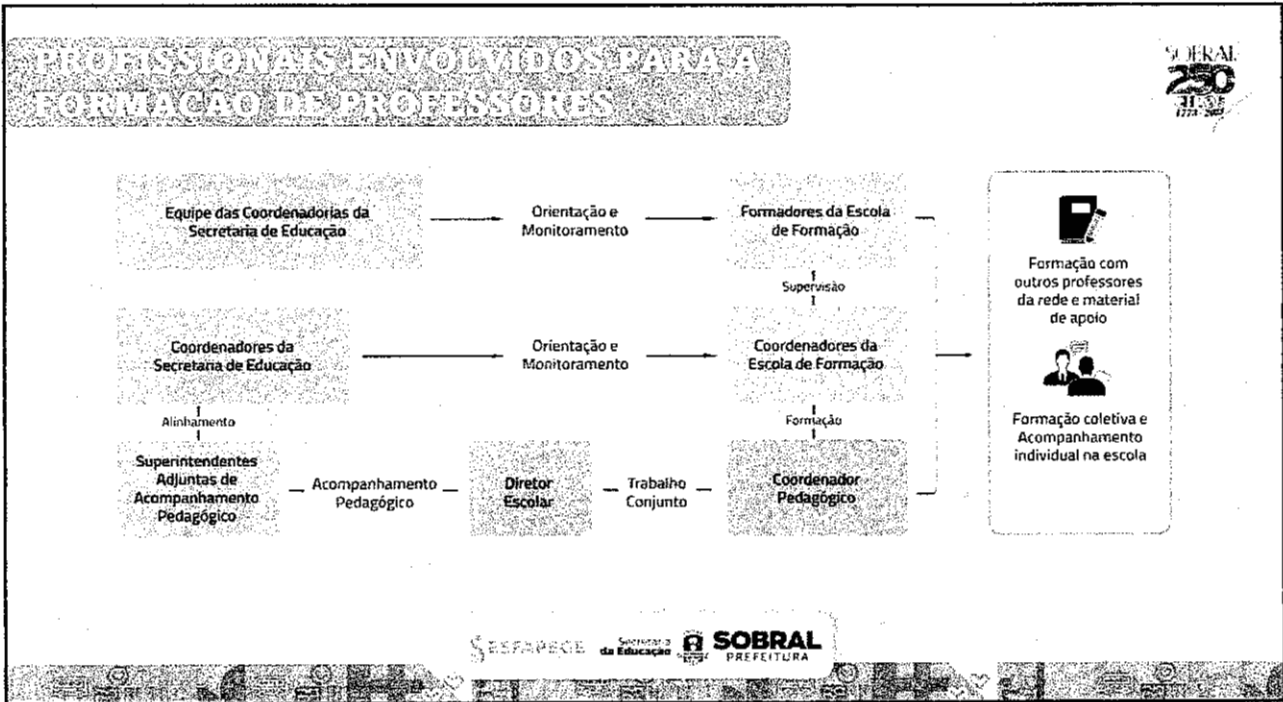 PROFISSIONAIS ENVOLVIDOS PARA A
FORMAÇÃO DE PROFESSORES
SOBRAL
250
ANOS
Equipe das Coordenadorias da
Secretaria de Educação
Orientação e
Monitoramento
Formadores da Escola
de Formação
Supervisão
Coordenadores da
Secretaria de Educação
Orientação e
Monitoramento
Coordenadores da
Escola de Formação
Alinhamento
Formação
Superintendentes
Adjuntas de
Acompanhamento
Pedagógico
Acompanhamento
Pedagógico
Diretor
Escolar
Trabalho
Conjunto
Coordenador
Pedagógico
Formação com
outros professores
da rede e material
de apoio
Formação coletiva e
Acompanhamento
individual na escola
ESFAPEGE
Secretaria
da Educação
SOBRAL
PREFEITURA